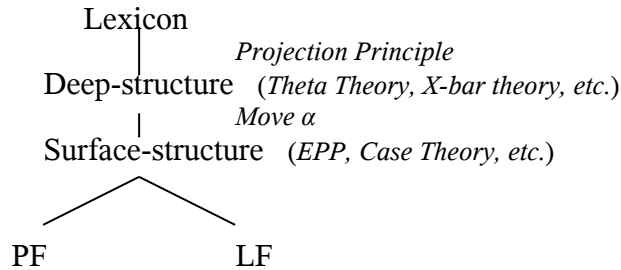 Lexicon
Projection Principle
Deep-structure (Theta Theory, X-bar theory, etc.)
Move α
Surface-structure (EPP, Case Theory, etc.)
PF LF